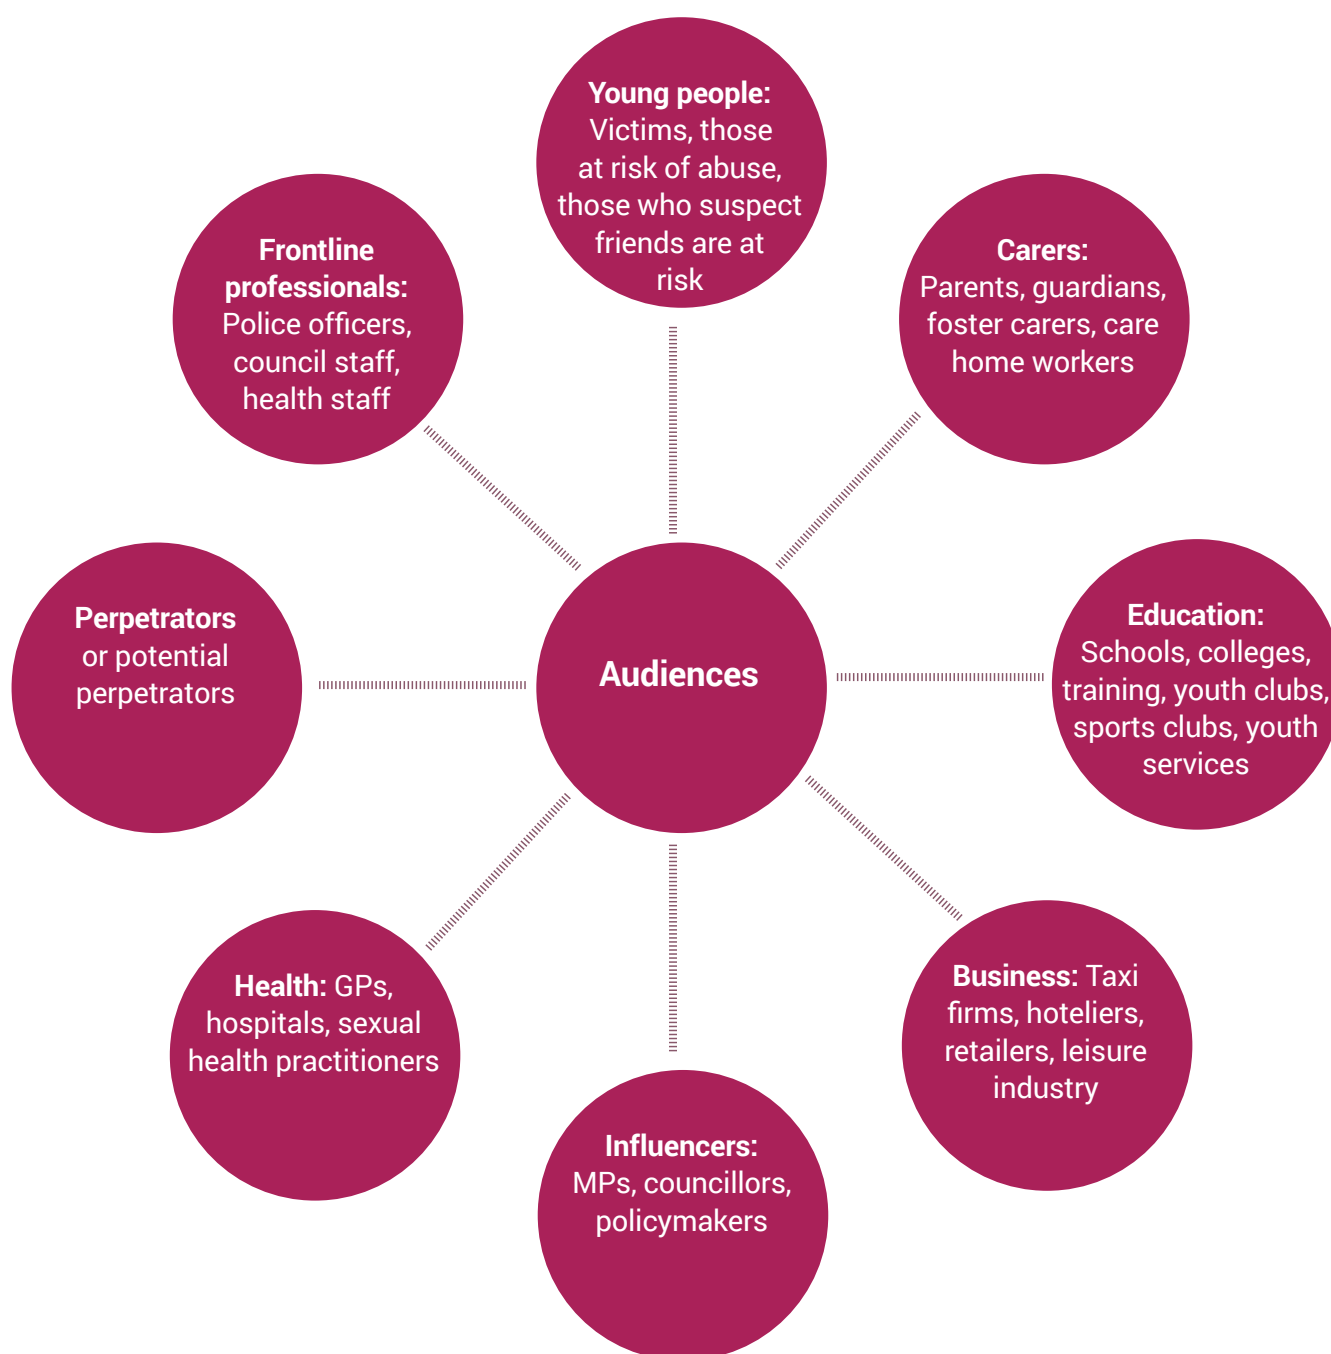 Young people:
Victims, those
at risk of abuse,
those who suspect
friends are at
risk
Frontline
professionals:
Police officers,
council staff,
health staff
Carers:
Parents, guardians,
foster carers, care
home workers
Perpetrators
or potential
perpetrators
Audiences
Education:
Schools, colleges,
training, youth clubs,
sports clubs, youth
services
Health: GPs,
hospitals, sexual
health practitioners
Business: Taxi
firms, hoteliers,
retailers, leisure
industry
Influencers:
MPs, councillors,
policymakers